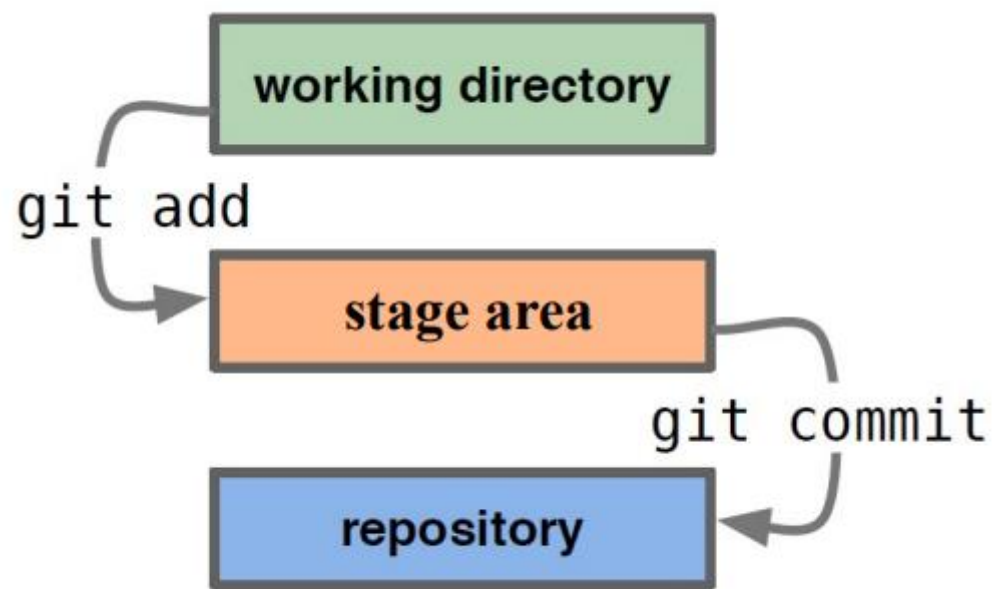 working directory
git add
stage area
git commit
repository